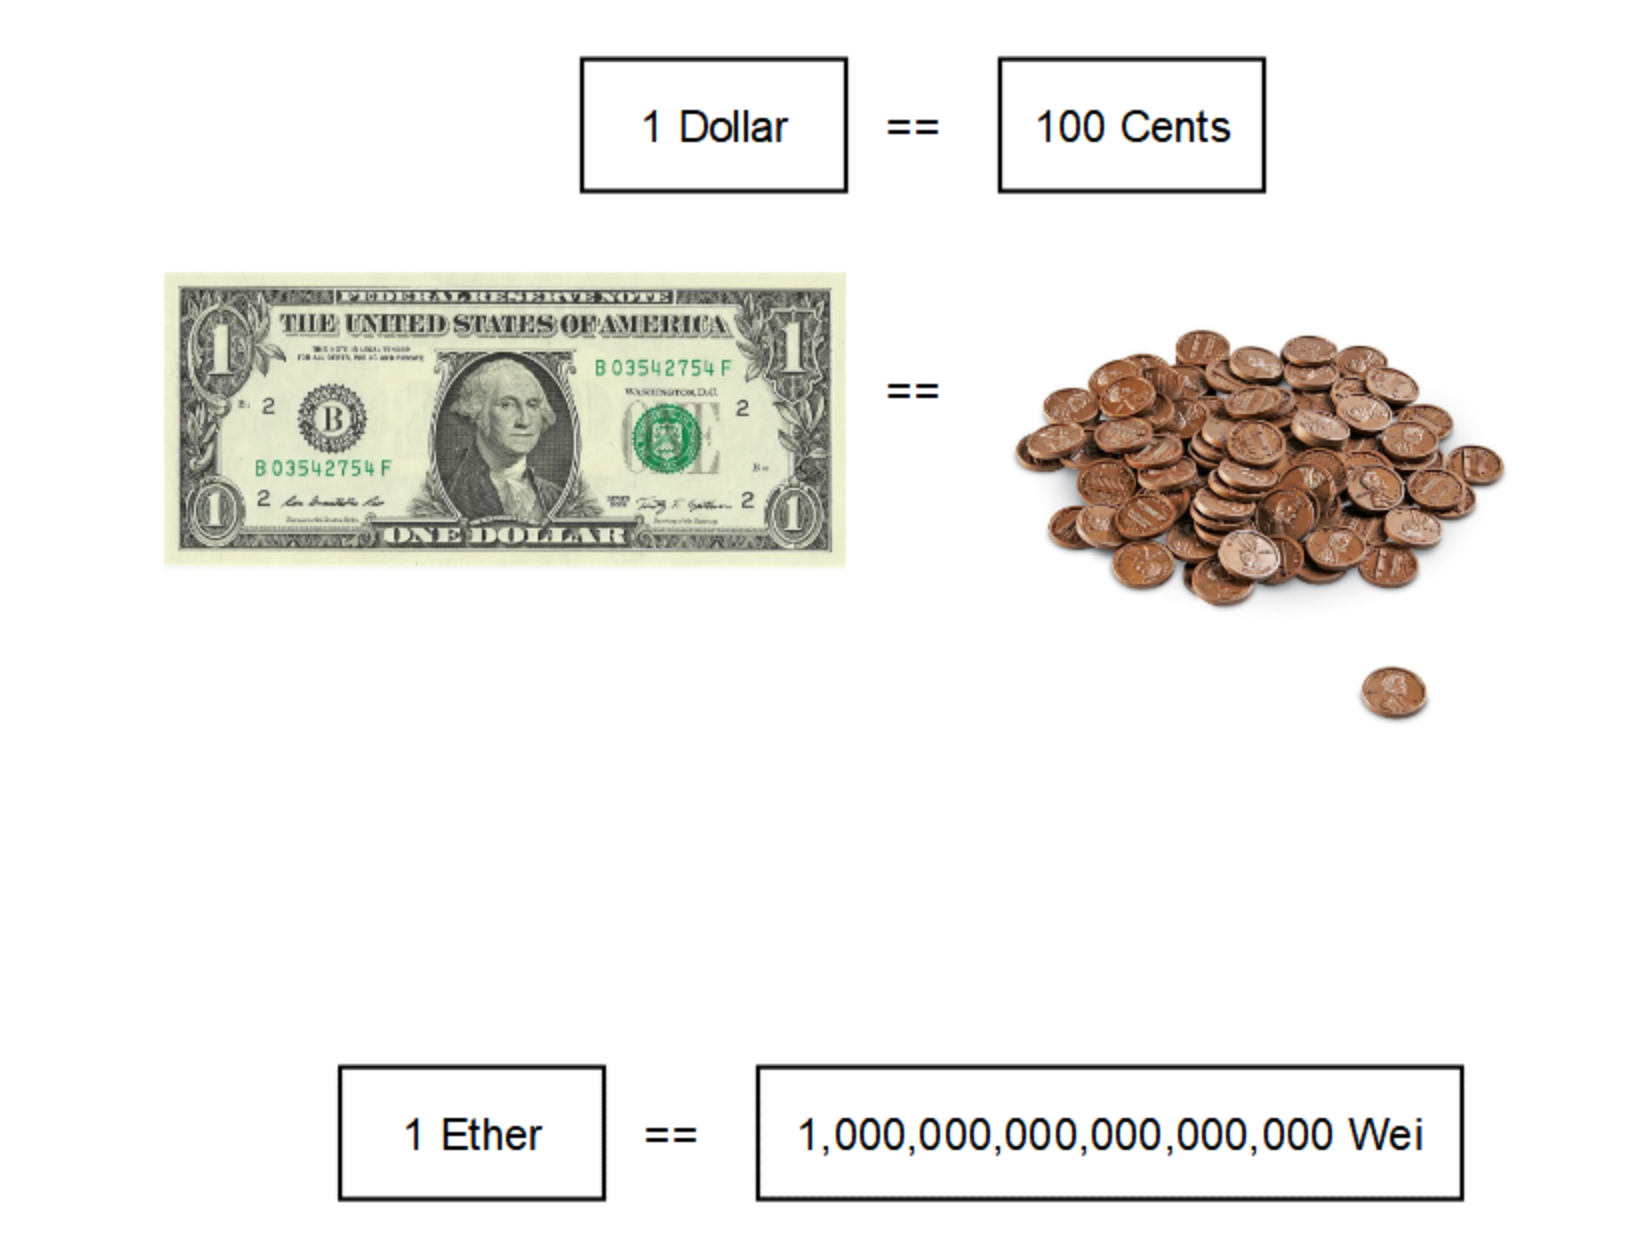 1 Dollar == 100 Cents
FEDERAL RESERVE NOTE
THE UNITED STATES OF AMERICA
1 1
B 03542754 F
WASHINGTON, D.C.
2 B 2
B 03542754 F
2 2
1 ONE DOLLAR 1
==
1 Ether == 1,000,000,000,000,000,000 Wei